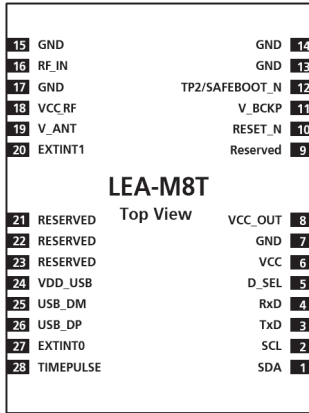 15 GND GND 14
16 RF_IN GND 13
17 GND TP2/SAFEBOOT_N 12
18 VCC_RF V_BCKP 11
19 V_ANT RESET_N 10
20 EXTINT1 Reserved 9
LEA-M8T
Top View
21 RESERVED VCC_OUT 8
22 RESERVED GND 7
23 RESERVED VCC 6
24 VDD_USB D_SEL 5
25 USB_DM RxD 4
26 USB_DP TxD 3
27 EXTINT0 SCL 2
28 TIMEPULSE SDA 1